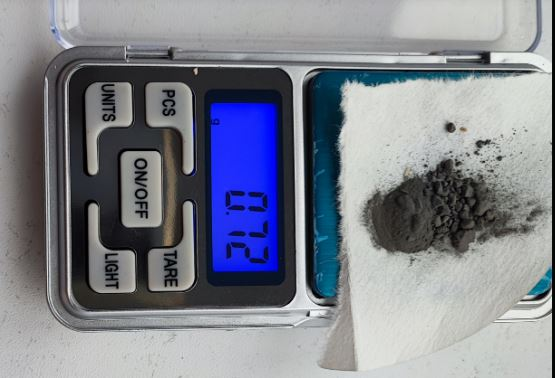 0.72
g
PCS
TARE
ON/OFF
UNITS
LIGHT